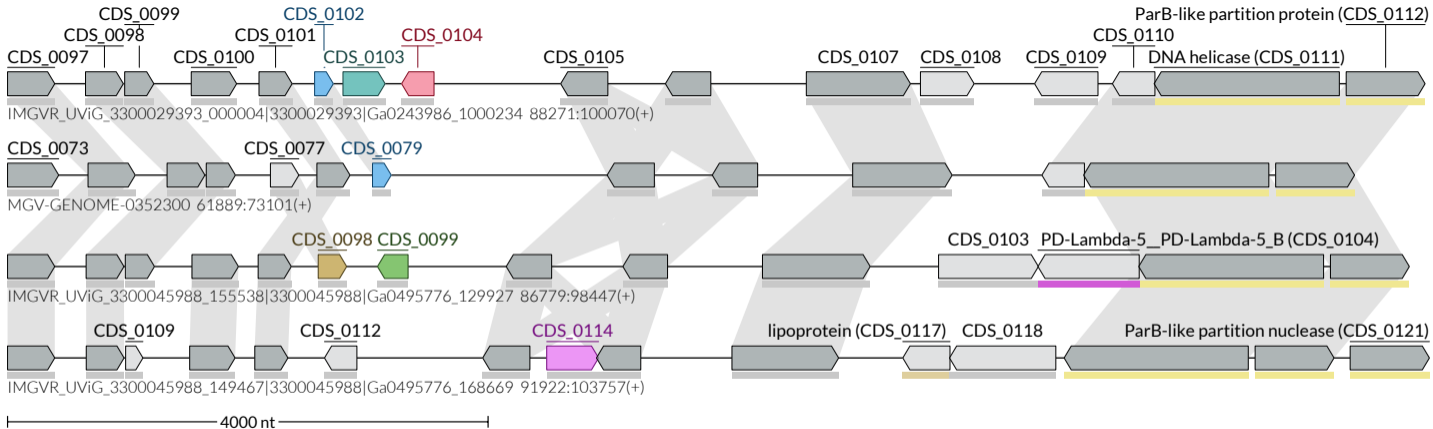 CDS_0099 CDS_0102 ParB-like partition protein (CDS_0112)
CDS_0098 CDS_0101 CDS_0104 CDS_0110
CDS_0097 CDS_0100 CDS_0103 CDS_0105 CDS_0107 CDS_0108 CDS_0109 DNA helicase (CDS_0111)
IMGVR_UViG_3300029393_000004|3300029393|Ga0243986_1000234 88271:100070(+)
CDS_0073 CDS_0077 CDS_0079
MGV-GENOME-0352300 61889:73101(+)
CDS_0098 CDS_0099 CDS_0103 PD-Lambda-5__PD-Lambda-5_B (CDS_0104)
IMGVR_UViG_3300045988_155538|3300045988|Ga0495776_129927 86779:98447(+)
CDS_0109 CDS_0112 CDS_0114 lipoprotein (CDS_0117) CDS_0118 ParB-like partition nuclease (CDS_0121)
IMGVR_UViG_3300045988_149467|3300045988|Ga0495776_168669 91922:103757(+)
4000 nt